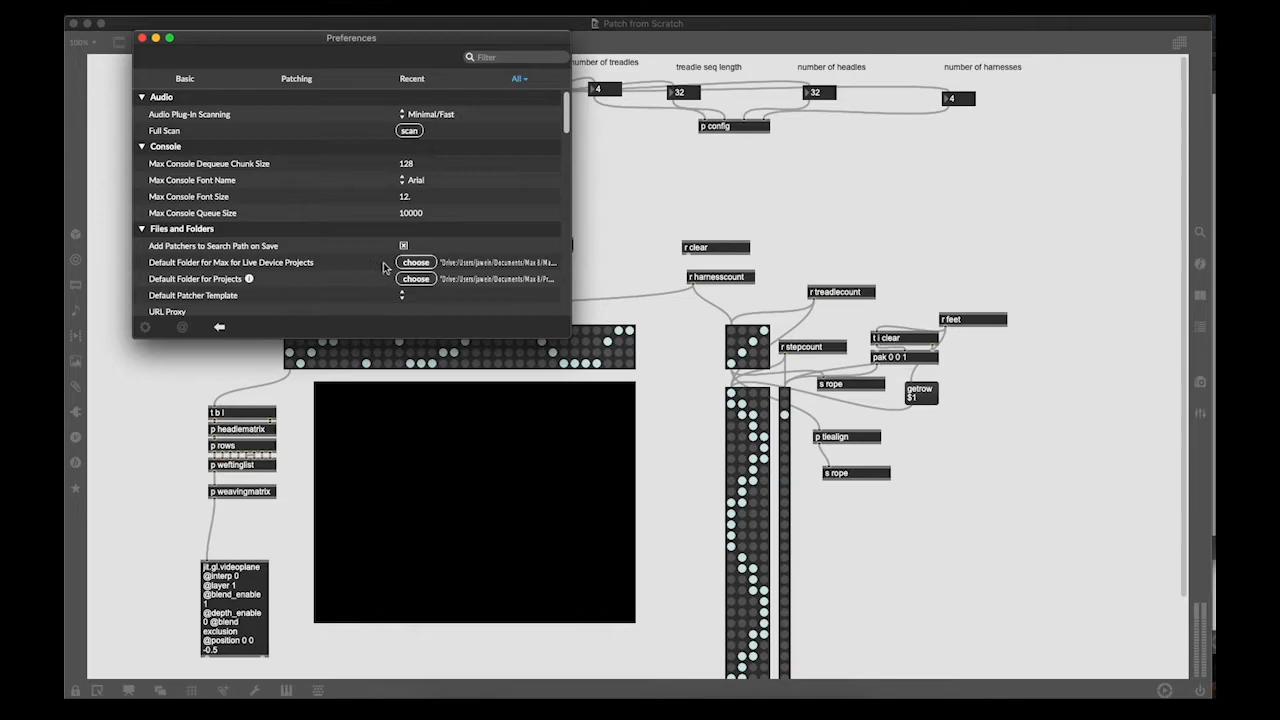 Patch from Scratch
100%
Preferences
Filter
Basic
Patching
Recent
All
Audio
Audio Plug-In Scanning
Minimal/Fast
Full Scan
scan
Console
Max Console Dequeue Chunk Size
128
Max Console Font Name
Arial
Max Console Font Size
12.
Max Console Queue Size
10000
Files and Folders
Add Patchers to Search Path on Save
Default Folder for Max for Live Device Projects
choose
Default Folder for Projects
choose
Default Patcher Template
URL Proxy
number of treadles
treadle seq length
number of headles
number of harnesses
4
32
32
4
p config
r clear
r harnesscount
r treadlecount
r feet
r stepcount
t i clear
pak 0 0 1
s rope
getrow
$1
p tiealign
s rope
t b l
p headlematrix
p rows
p weftinglist
p weavingmatrix
jit.gl.videoplane
@interp 0
@layer 1
@blend_enable
1
@depth_enable
0 @blend
exclusion
@position 0 0
-0.5